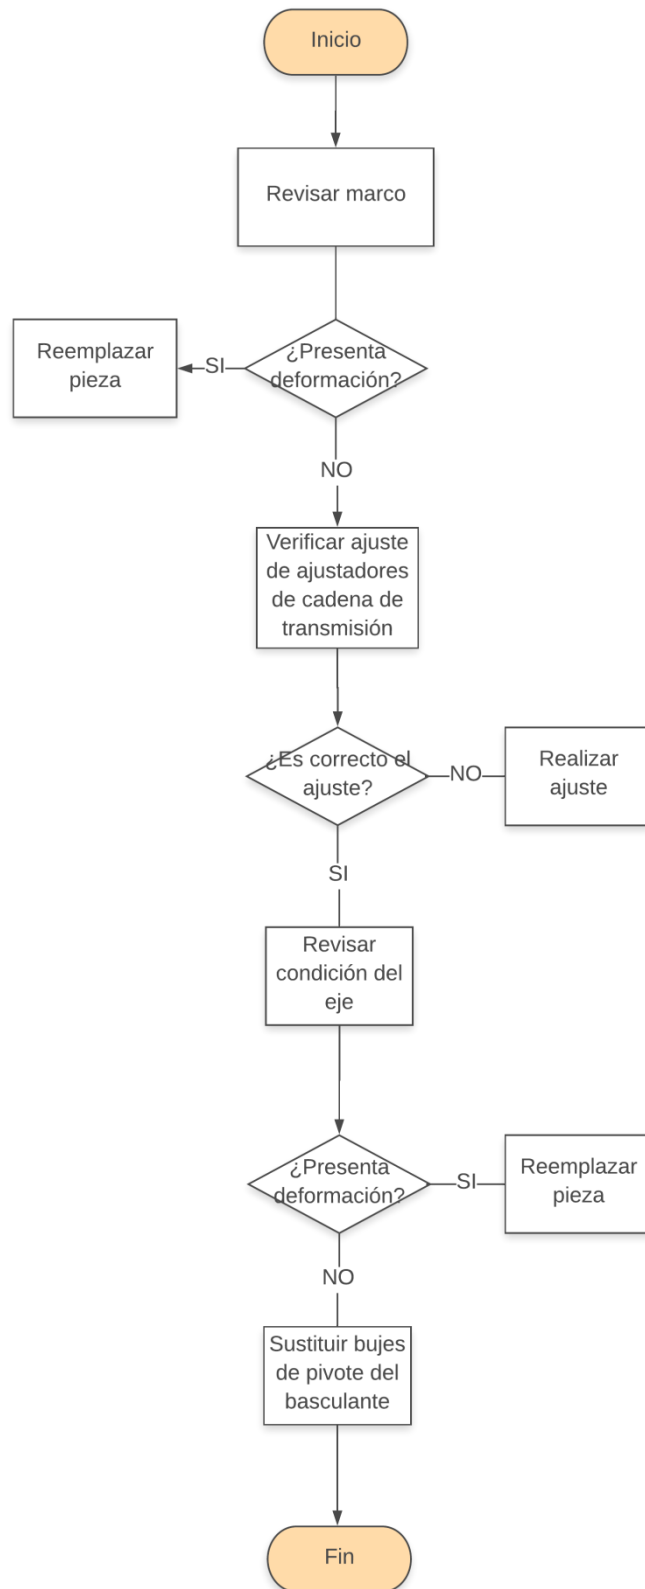 Inicio
Revisar marco
¿Presenta
deformación?
SI
Reemplazar
pieza
NO
Verificar ajuste
de ajustadores
de cadena de
transmisión
¿Es correcto el
ajuste?
NO
Realizar
ajuste
SI
Revisar
condición del
eje
¿Presenta
deformación?
SI
Reemplazar
pieza
NO
Sustituir bujes
de pivote del
basculante
Fin